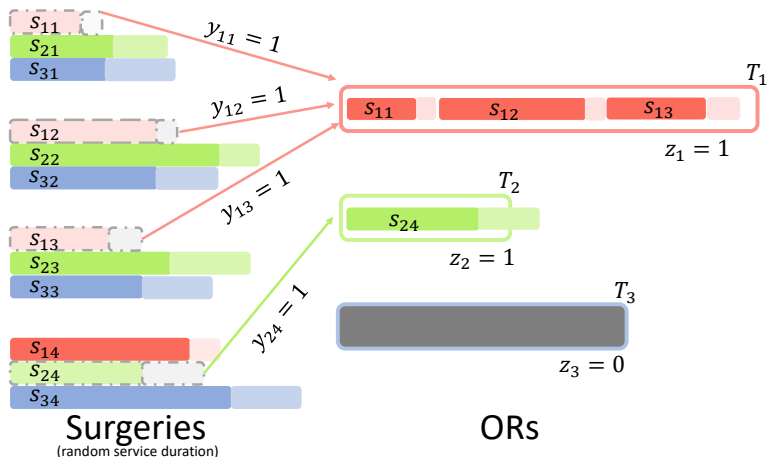 s₁₁
s₂₁
s₃₁
s₁₂
s₂₂
s₃₂
s₁₃
s₂₃
s₃₃
s₁₄
s₂₄
s₃₄
Surgeries
(random service duration)
y₁₁ = 1
y₁₂ = 1
y₁₃ = 1
y₂₄ = 1
T₁
s₁₁ s₁₂ s₁₃
z₁ = 1
T₂
s₂₄
z₂ = 1
T₃
z₃ = 0
ORs